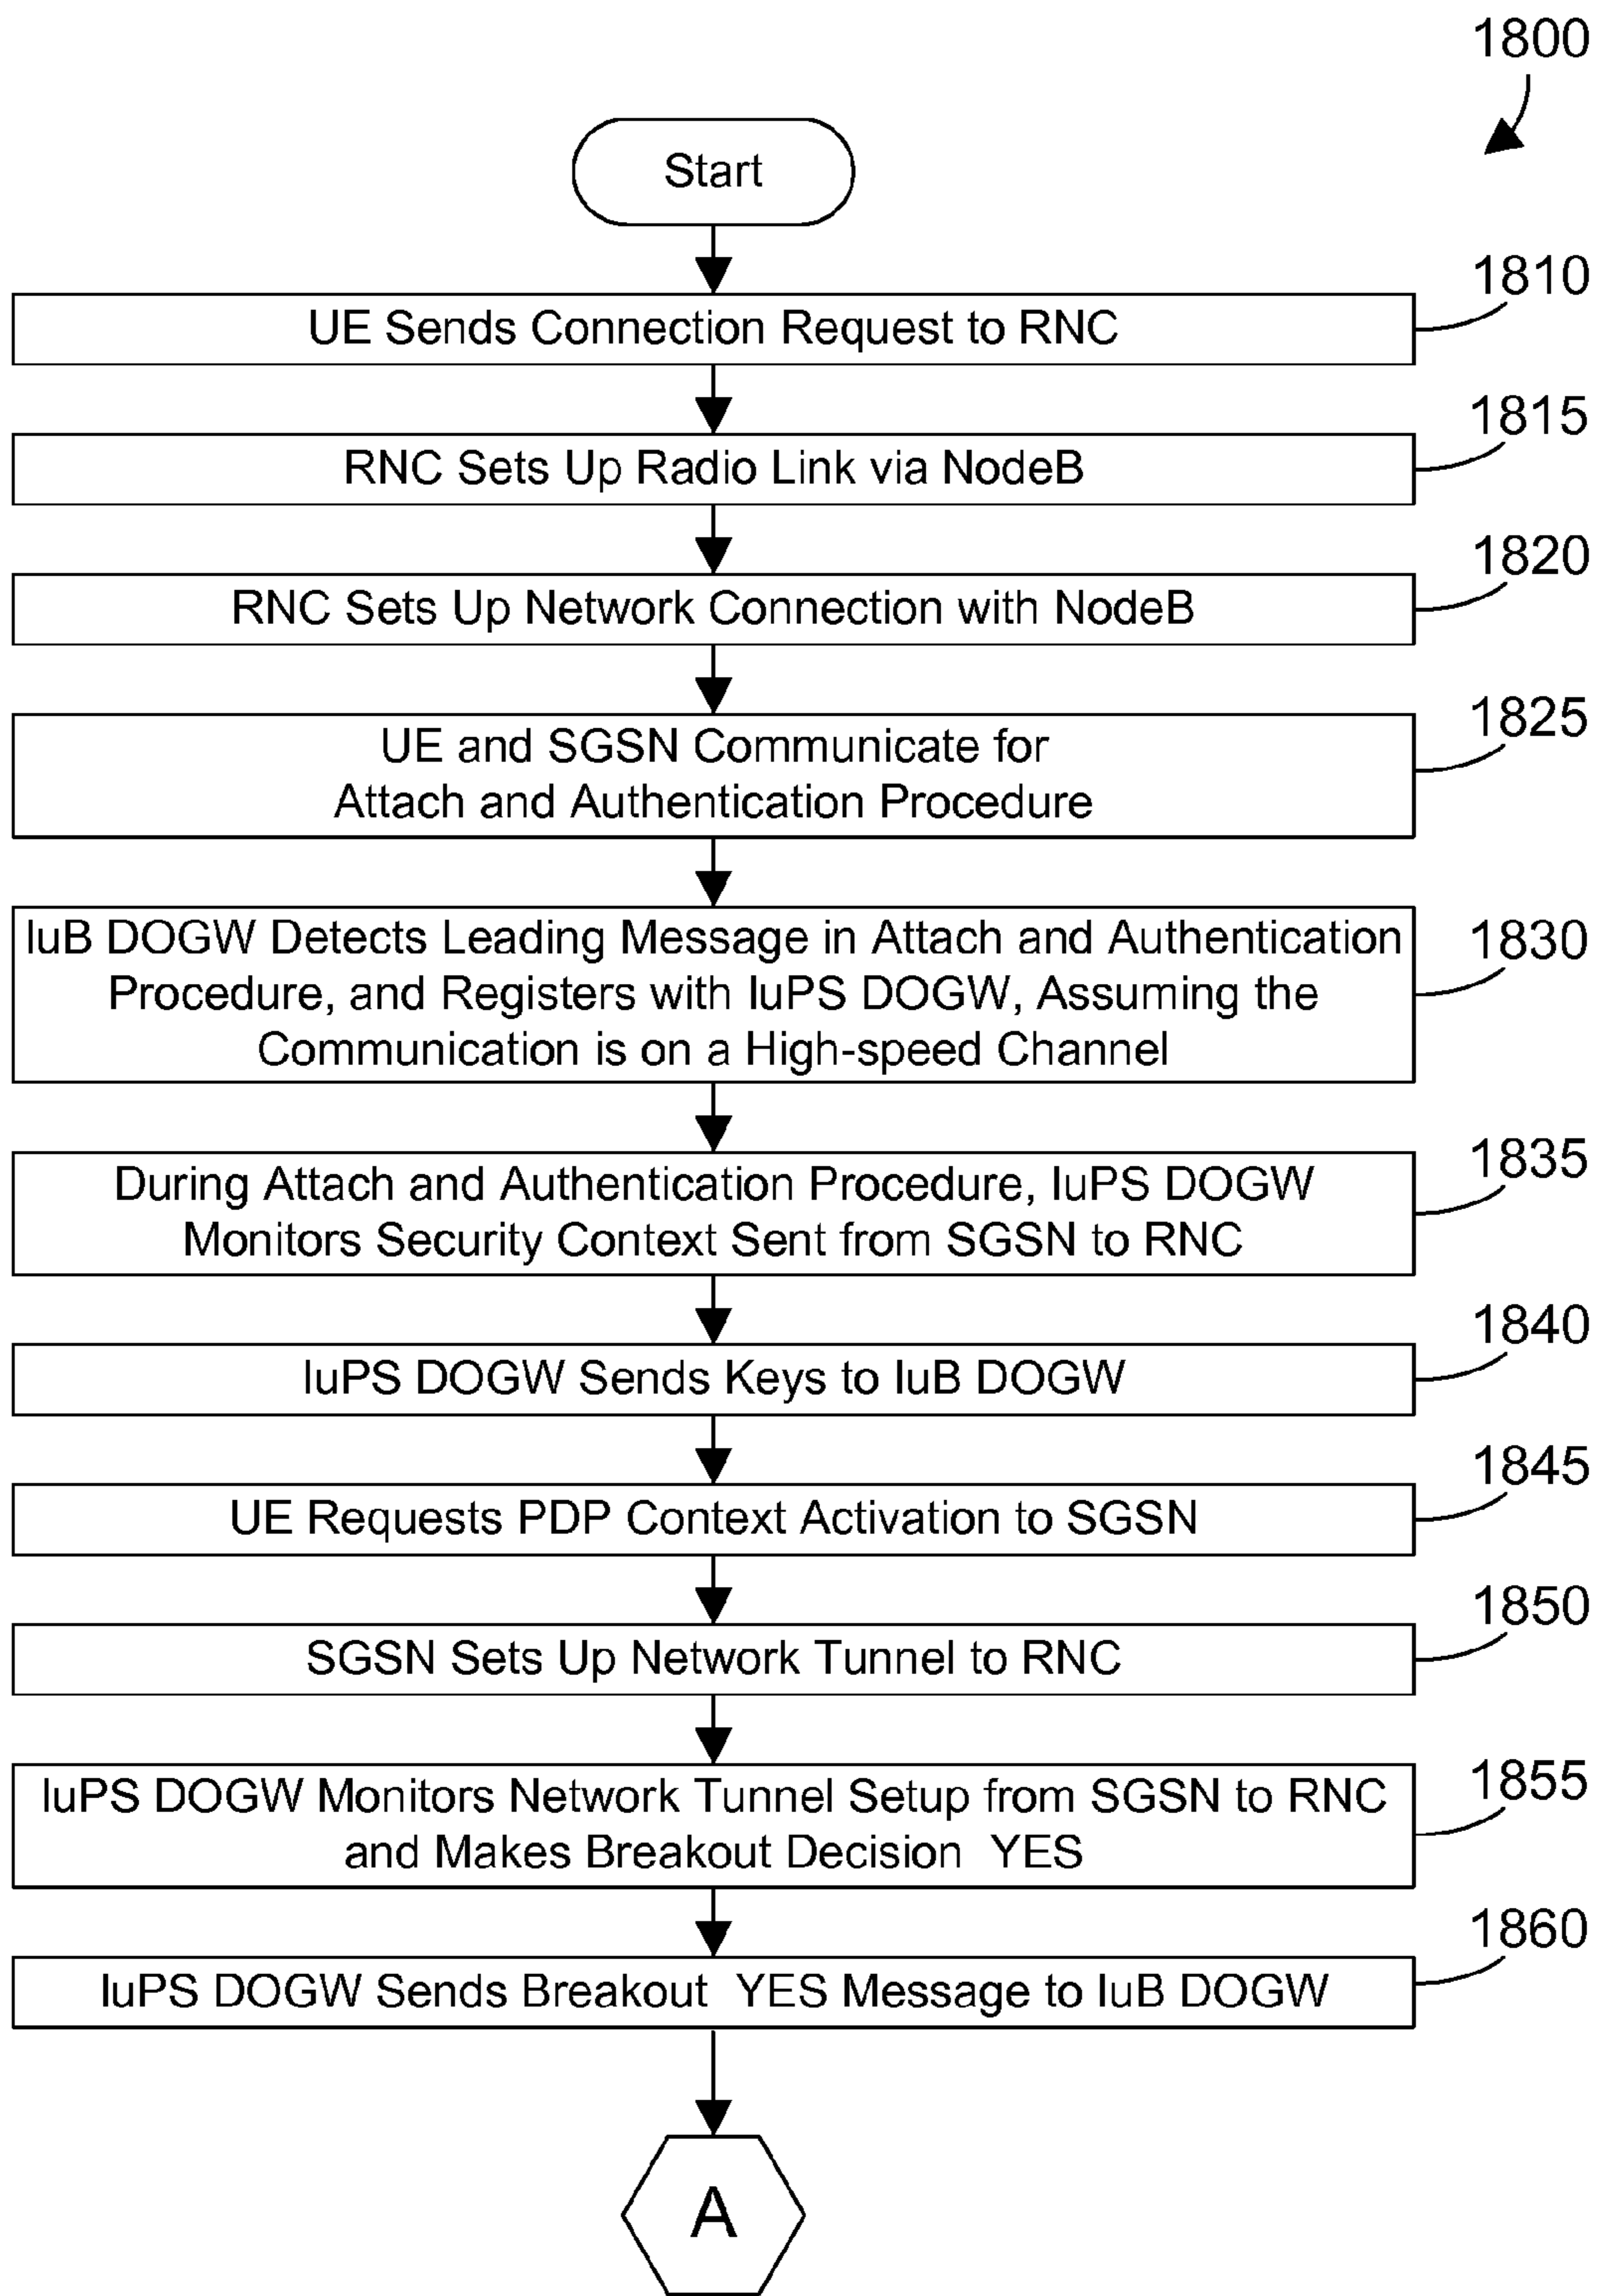 1800
Start
1810
UE Sends Connection Request to RNC
1815
RNC Sets Up Radio Link via NodeB
1820
RNC Sets Up Network Connection with NodeB
1825
UE and SGSN Communicate for
Attach and Authentication Procedure
1830
IuB DOGW Detects Leading Message in Attach and Authentication
Procedure, and Registers with IuPS DOGW, Assuming the
Communication is on a High-speed Channel
1835
During Attach and Authentication Procedure, IuPS DOGW
Monitors Security Context Sent from SGSN to RNC
1840
IuPS DOGW Sends Keys to IuB DOGW
1845
UE Requests PDP Context Activation to SGSN
1850
SGSN Sets Up Network Tunnel to RNC
1855
IuPS DOGW Monitors Network Tunnel Setup from SGSN to RNC
and Makes Breakout Decision YES
1860
IuPS DOGW Sends Breakout YES Message to IuB DOGW
A